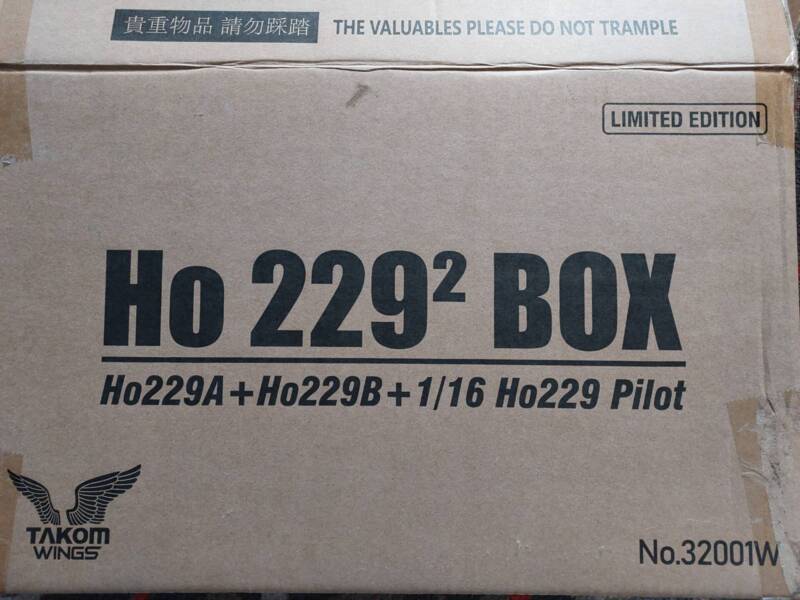 貴重物品 請勿踩踏 THE VALUABLES PLEASE DO NOT TRAMPLE
LIMITED EDITION
Ho 229² BOX
Ho229A+Ho229B+1/16 Ho229 Pilot
TAKOM
WINGS
No.32001W